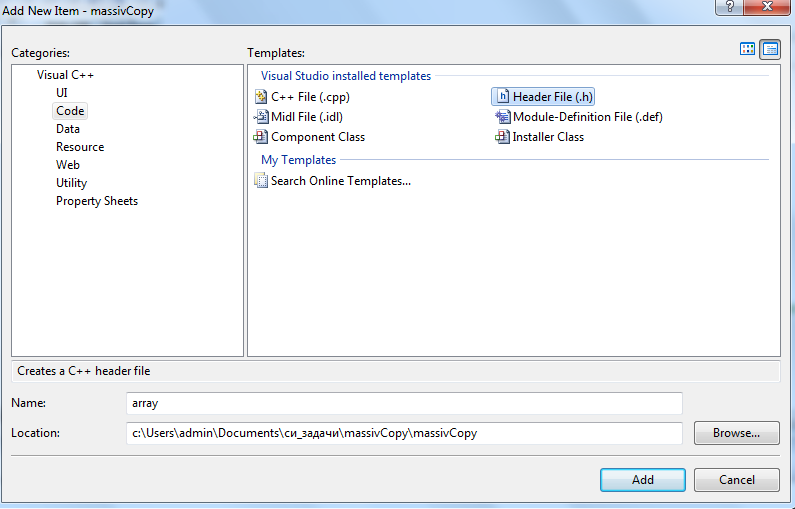 Add New Item - massivCopy
Categories:
Templates:
Visual C++
UI
Code
Data
Resource
Web
Utility
Property Sheets
Visual Studio installed templates
C++ File (.cpp)
Header File (.h)
Midl File (.idl)
Module-Definition File (.def)
Component Class
Installer Class
My Templates
Search Online Templates...
Creates a C++ header file
Name:
array
Location:
c:\Users\admin\Documents\си_задачи\massivCopy\massivCopy
Browse...
Add
Cancel